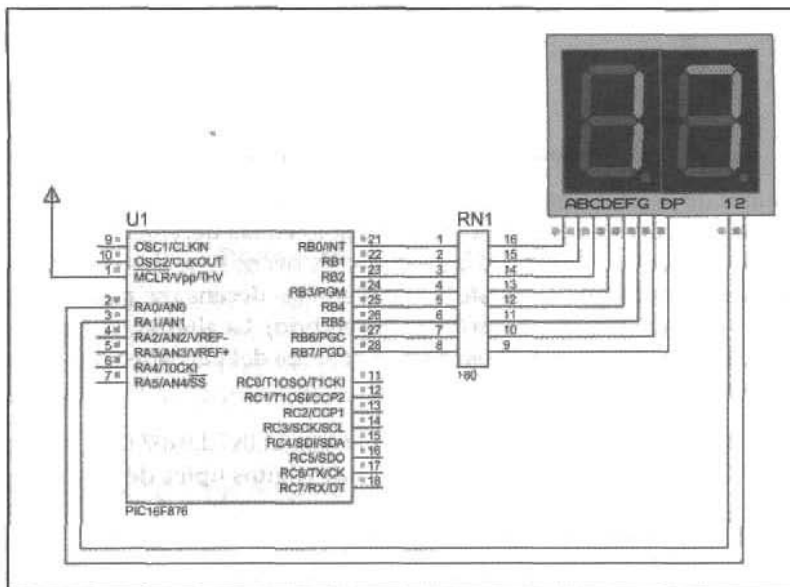 ABCDEFG DP 12
U1
RN1
9 OSC1/CLKIN RB0/INT 21 1 16
10 OSC2/CLKOUT RB1 22 2 15
1 MCLR/Vpp/THV RB2 23 3 14
RB3/PGM 24 4 13
2 RA0/AN0 RB4 25 5 12
3 RA1/AN1 RB5 26 6 11
4 RA2/AN2/VREF- RB6/PGC 27 7 10
5 RA3/AN3/VREF+ RB7/PGD 28 8 9
6 RA4/T0CKI
7 RA5/AN4/SS RC0/T1OSO/T1CKI 11
RC1/T1OSI/CCP2 12
RC2/CCP1 13
RC3/SCK/SCL 14
RC4/SDI/SDA 15
RC5/SDO 16
RC6/TX/CK 17
RC7/RX/DT 18
PIC16F876